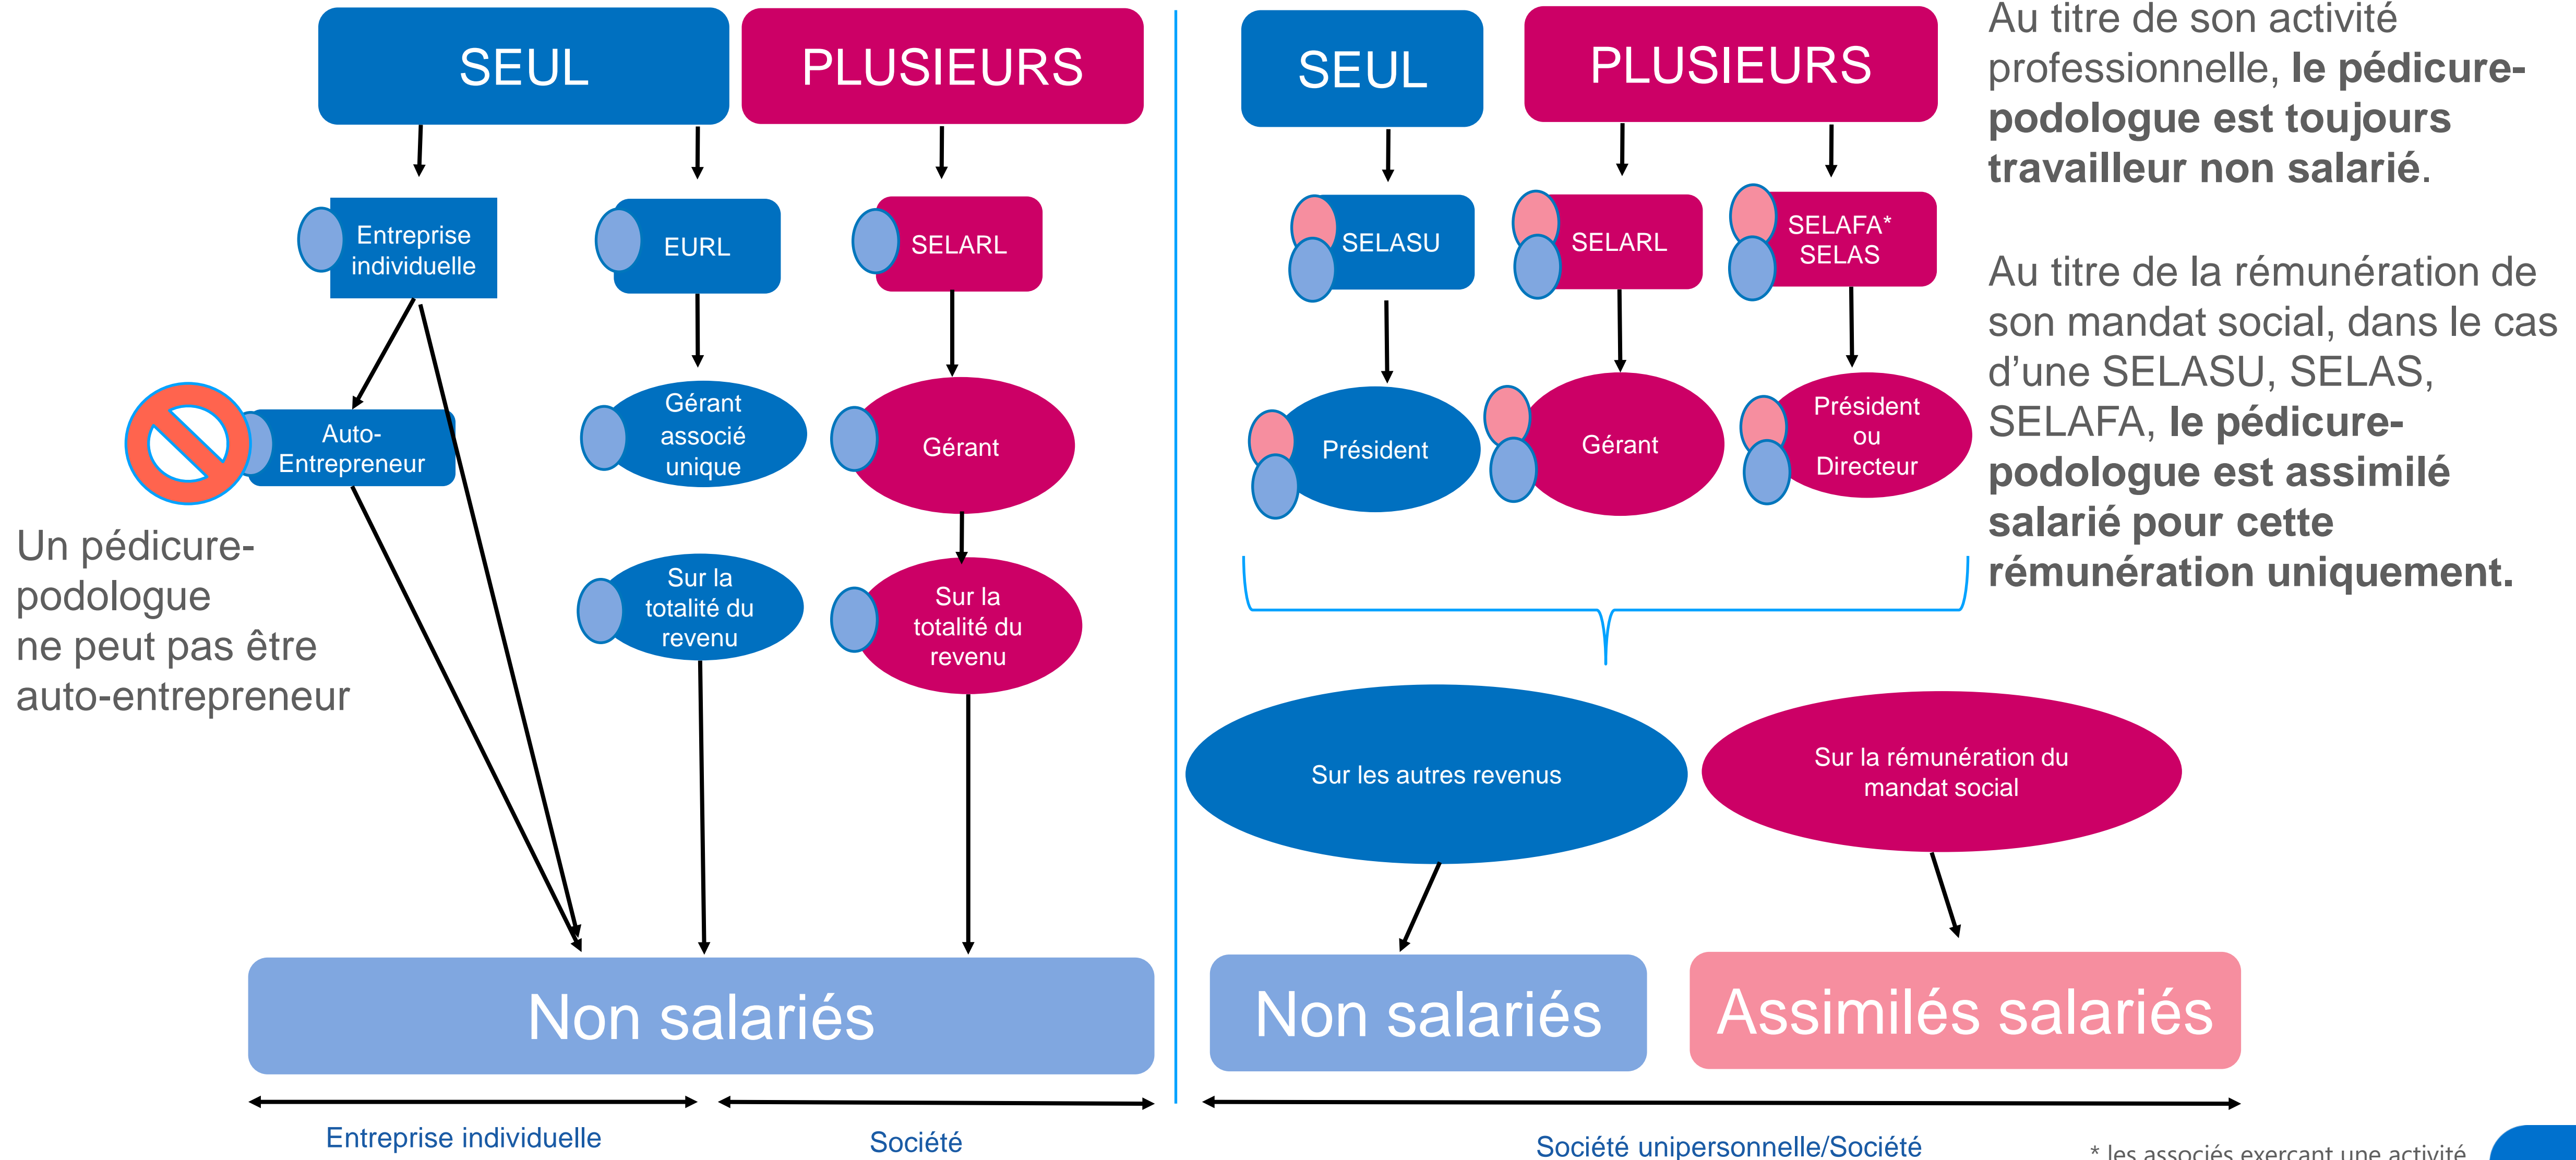 SEUL
PLUSIEURS
Entreprise
individuelle
EURL
SELARL
Auto-
Entrepreneur
Gérant
associé
unique
Gérant
Un pédicure-
podologue
ne peut pas être
auto-entrepreneur
Sur la
totalité du
revenu
Sur la
totalité du
revenu
Non salariés
Entreprise individuelle
Société
SEUL
PLUSIEURS
SELASU
SELARL
SELAFA*
SELAS
Président
Gérant
Président
ou
Directeur
Sur les autres revenus
Sur la rémunération du
mandat social
Non salariés
Assimilés salariés
Société unipersonnelle/Société
Au titre de son activité
professionnelle, le pédicure-
podologue est toujours
travailleur non salarié.
Au titre de la rémunération de
son mandat social, dans le cas
d’une SELASU, SELAS,
SELAFA, le pédicure-
podologue est assimilé
salarié pour cette
rémunération uniquement.
* les associés exerçant une activité